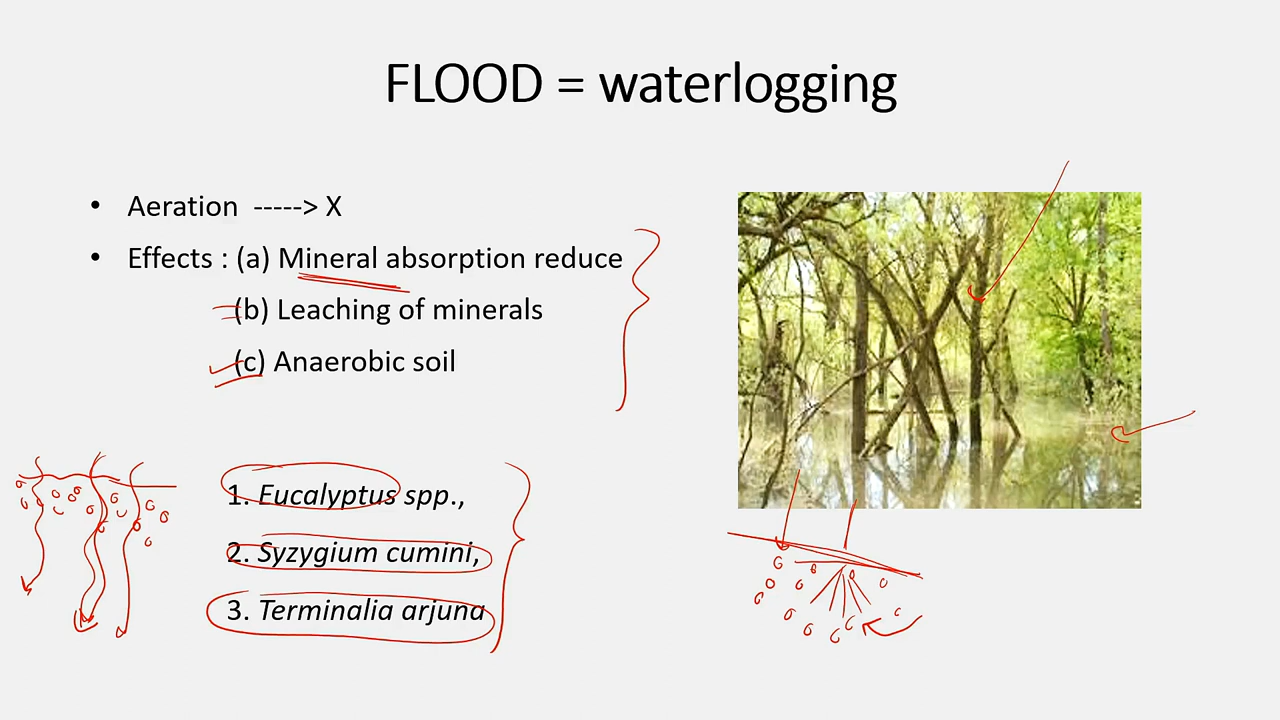 FLOOD = waterlogging
• Aeration -----> X
• Effects : (a) Mineral absorption reduce
(b) Leaching of minerals
(c) Anaerobic soil
1. Eucalyptus spp.,
2. Syzygium cumini,
3. Terminalia arjuna